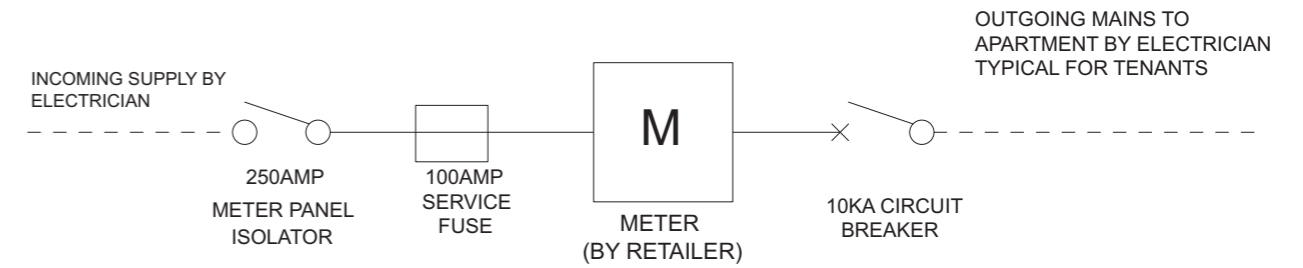 INCOMING SUPPLY BY
ELECTRICIAN
250AMP
METER PANEL
ISOLATOR
100AMP
SERVICE
FUSE
M
METER
(BY RETAILER)
10KA CIRCUIT
BREAKER
OUTGOING MAINS TO
APARTMENT BY ELECTRICIAN
TYPICAL FOR TENANTS